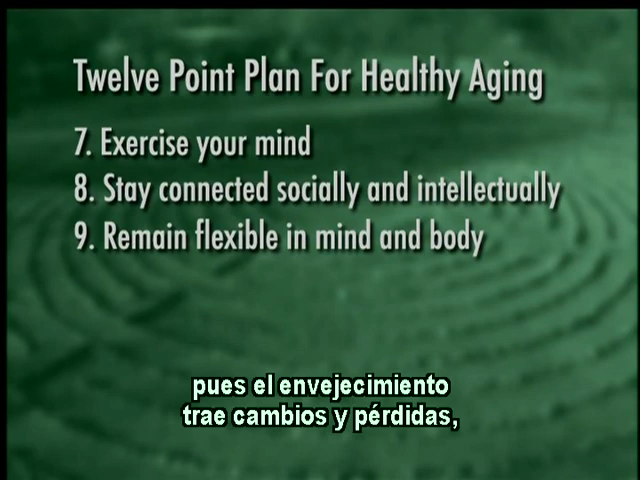 Twelve Point Plan For Healthy Aging
7. Exercise your mind
8. Stay connected socially and intellectually
9. Remain flexible in mind and body
pues el envejecimiento
trae cambios y pérdidas,